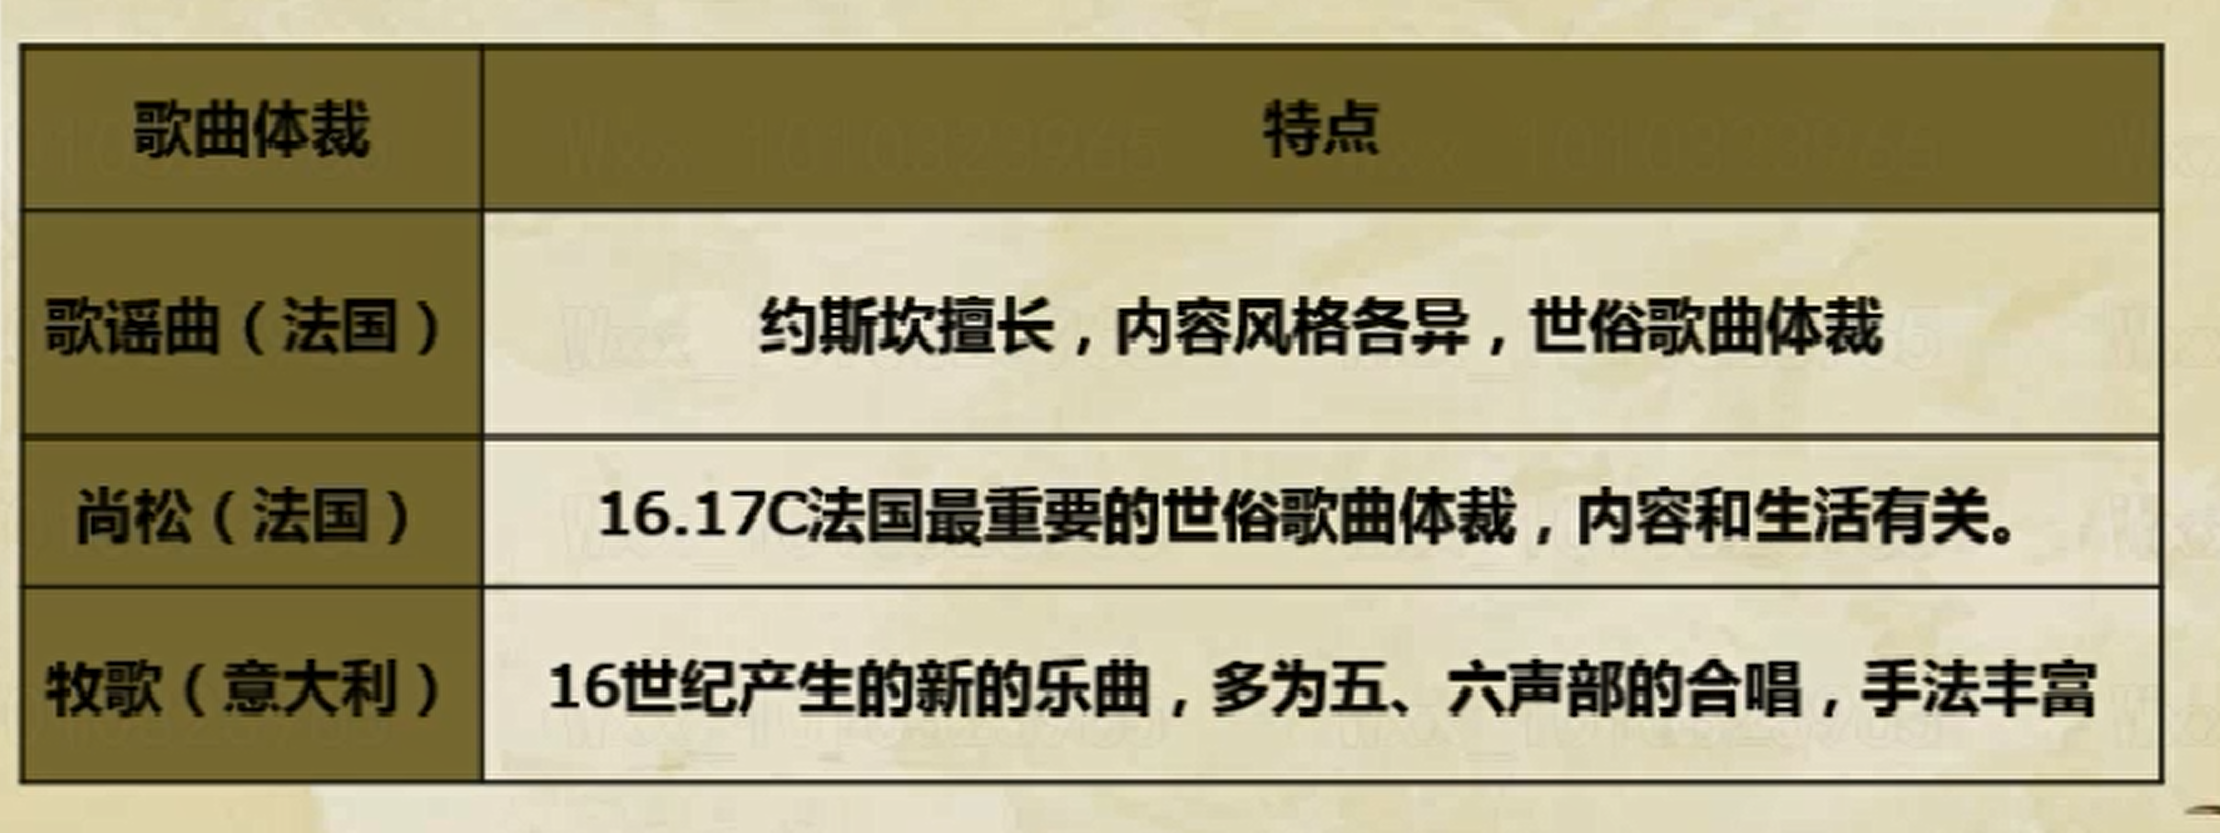 歌曲体裁 特点
歌谣曲（法国） 约斯坎擅长，内容风格各异，世俗歌曲体裁
尚松（法国） 16.17C法国最重要的世俗歌曲体裁，内容和生活有关。
牧歌（意大利） 16世纪产生的新的乐曲，多为五、六声部的合唱，手法丰富